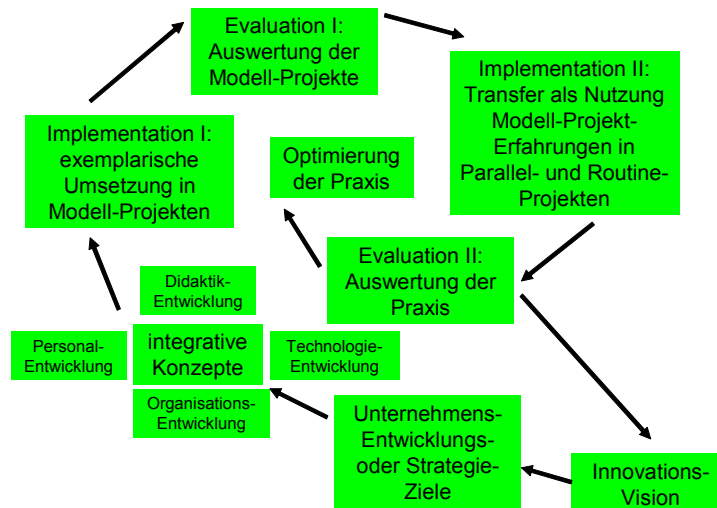 Evaluation I:
Auswertung der
Modell-Projekte
Implementation II:
Transfer als Nutzung
Modell-Projekt-
Erfahrungen in
Parallel- und Routine-
Projekten
Implementation I:
exemplarische
Umsetzung in
Modell-Projekten
Optimierung
der Praxis
Evaluation II:
Auswertung der
Praxis
Didaktik-
Entwicklung
Personal-
Entwicklung
integrative
Konzepte
Technologie-
Entwicklung
Organisations-
Entwicklung
Unternehmens-
Entwicklungs-
oder Strategie-
Ziele
Innovations-
Vision